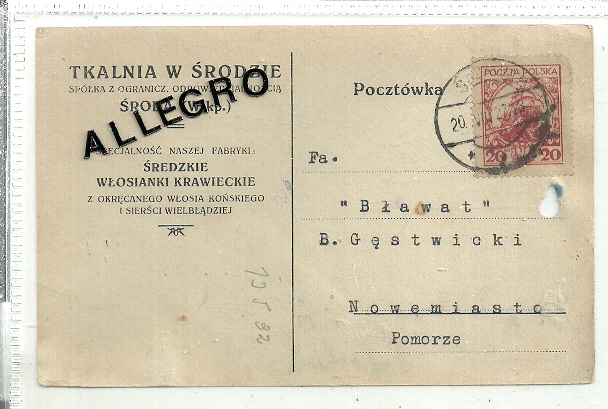 TKALNIA W ŚRODZIE
SPÓŁKA Z OGRANICZ. ODPOWIEDZIALNOŚCIĄ
ŚRODA (Wlkp.)
ALLEGRO
SPECJALNOŚĆ NASZEJ FABRYKI:
ŚREDZKIE
WŁOSIANKI KRAWIECKIE
Z OKRĘCANEGO WŁOSIA KOŃSKIEGO
I SIERŚCI WIELBŁĄDZIEJ
Pocztówka
POCZTA POLSKA
20 20
20.
Fa.
"Bławat"
B. Gęstwicki
Nowemiasto
Pomorze